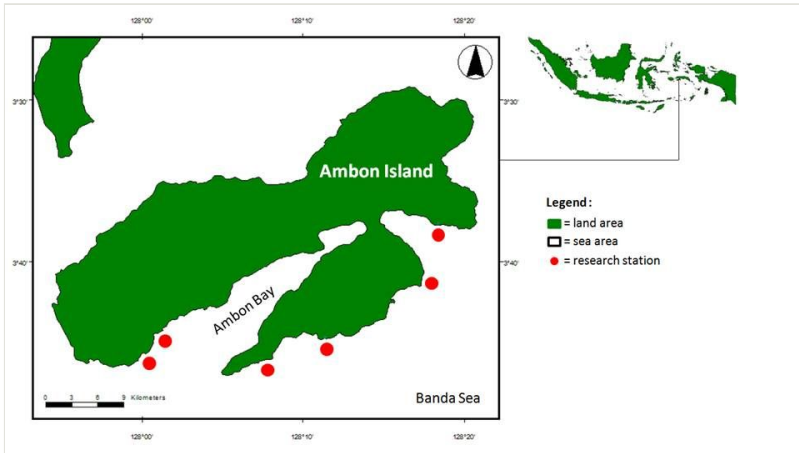 128°00'
128°10'
128°20'
3°30'
3°30'
Ambon Island
Legend :
= land area
= sea area
= research station
3°40'
3°40'
Ambon Bay
0 3 6 9 Kilometers
Banda Sea
128°00'
128°10'
128°20'